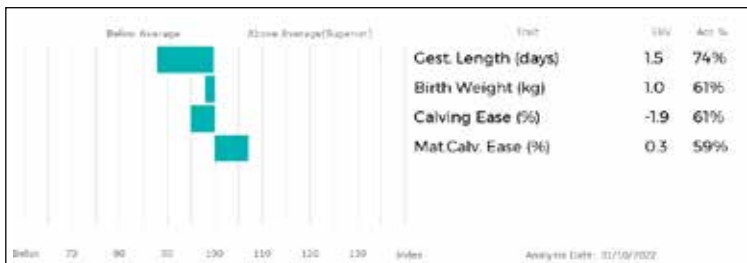 Below Average Above Average(Superior) Trait EBV Acc %
Gest. Length (days) 1.5 74%
Birth Weight (kg) 1.0 61%
Calving Ease (%) -1.9 61%
Mat.Calv. Ease (%) 0.3 59%
Below 70 80 90 100 110 120 130 Index Analysis Date: 31/10/2022